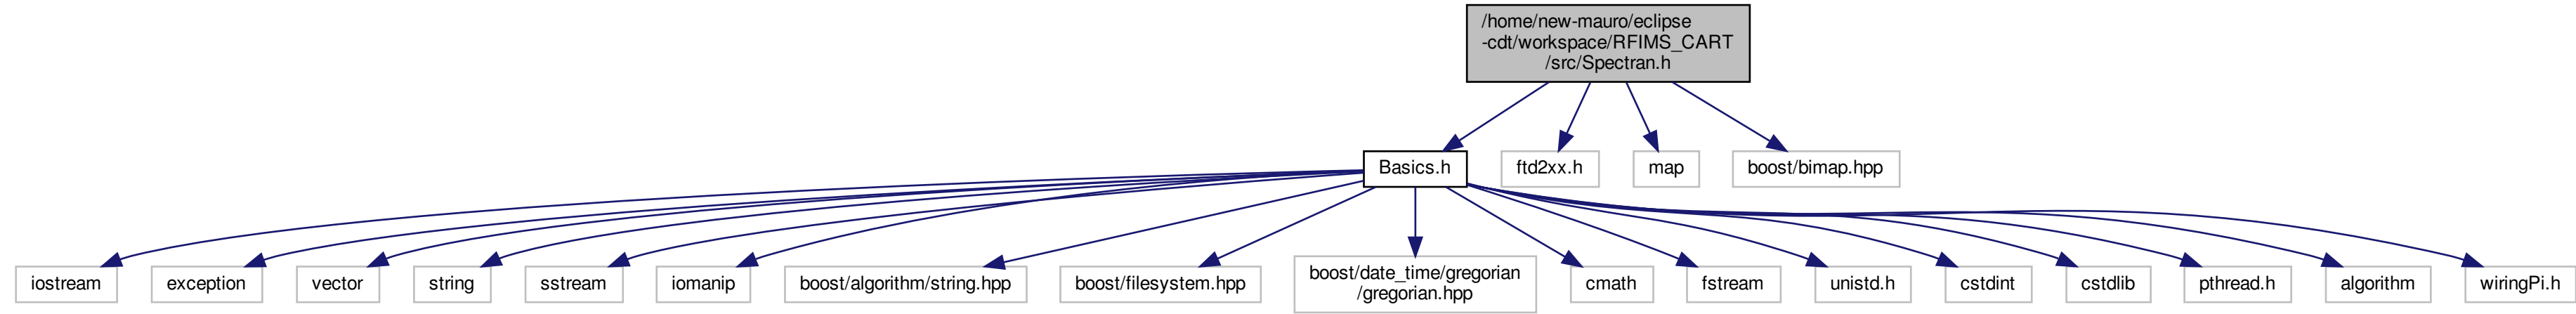 /home/new-mauro/eclipse
-cdt/workspace/RFIMS_CART
/src/Spectran.h
Basics.h
ftd2xx.h
map
boost/bimap.hpp
iostream
exception
vector
string
sstream
iomanip
boost/algorithm/string.hpp
boost/filesystem.hpp
boost/date_time/gregorian
/gregorian.hpp
cmath
fstream
unistd.h
cstdint
cstdlib
pthread.h
algorithm
wiringPi.h